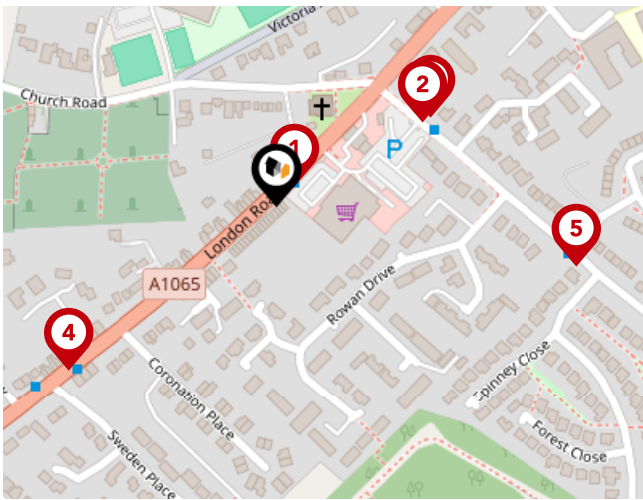 Victoria
Church Road
2
1
P
London Road
5
A1065
Rowan Drive
4
Coronation Place
Spinney Close
Sweden Place
Forest Close